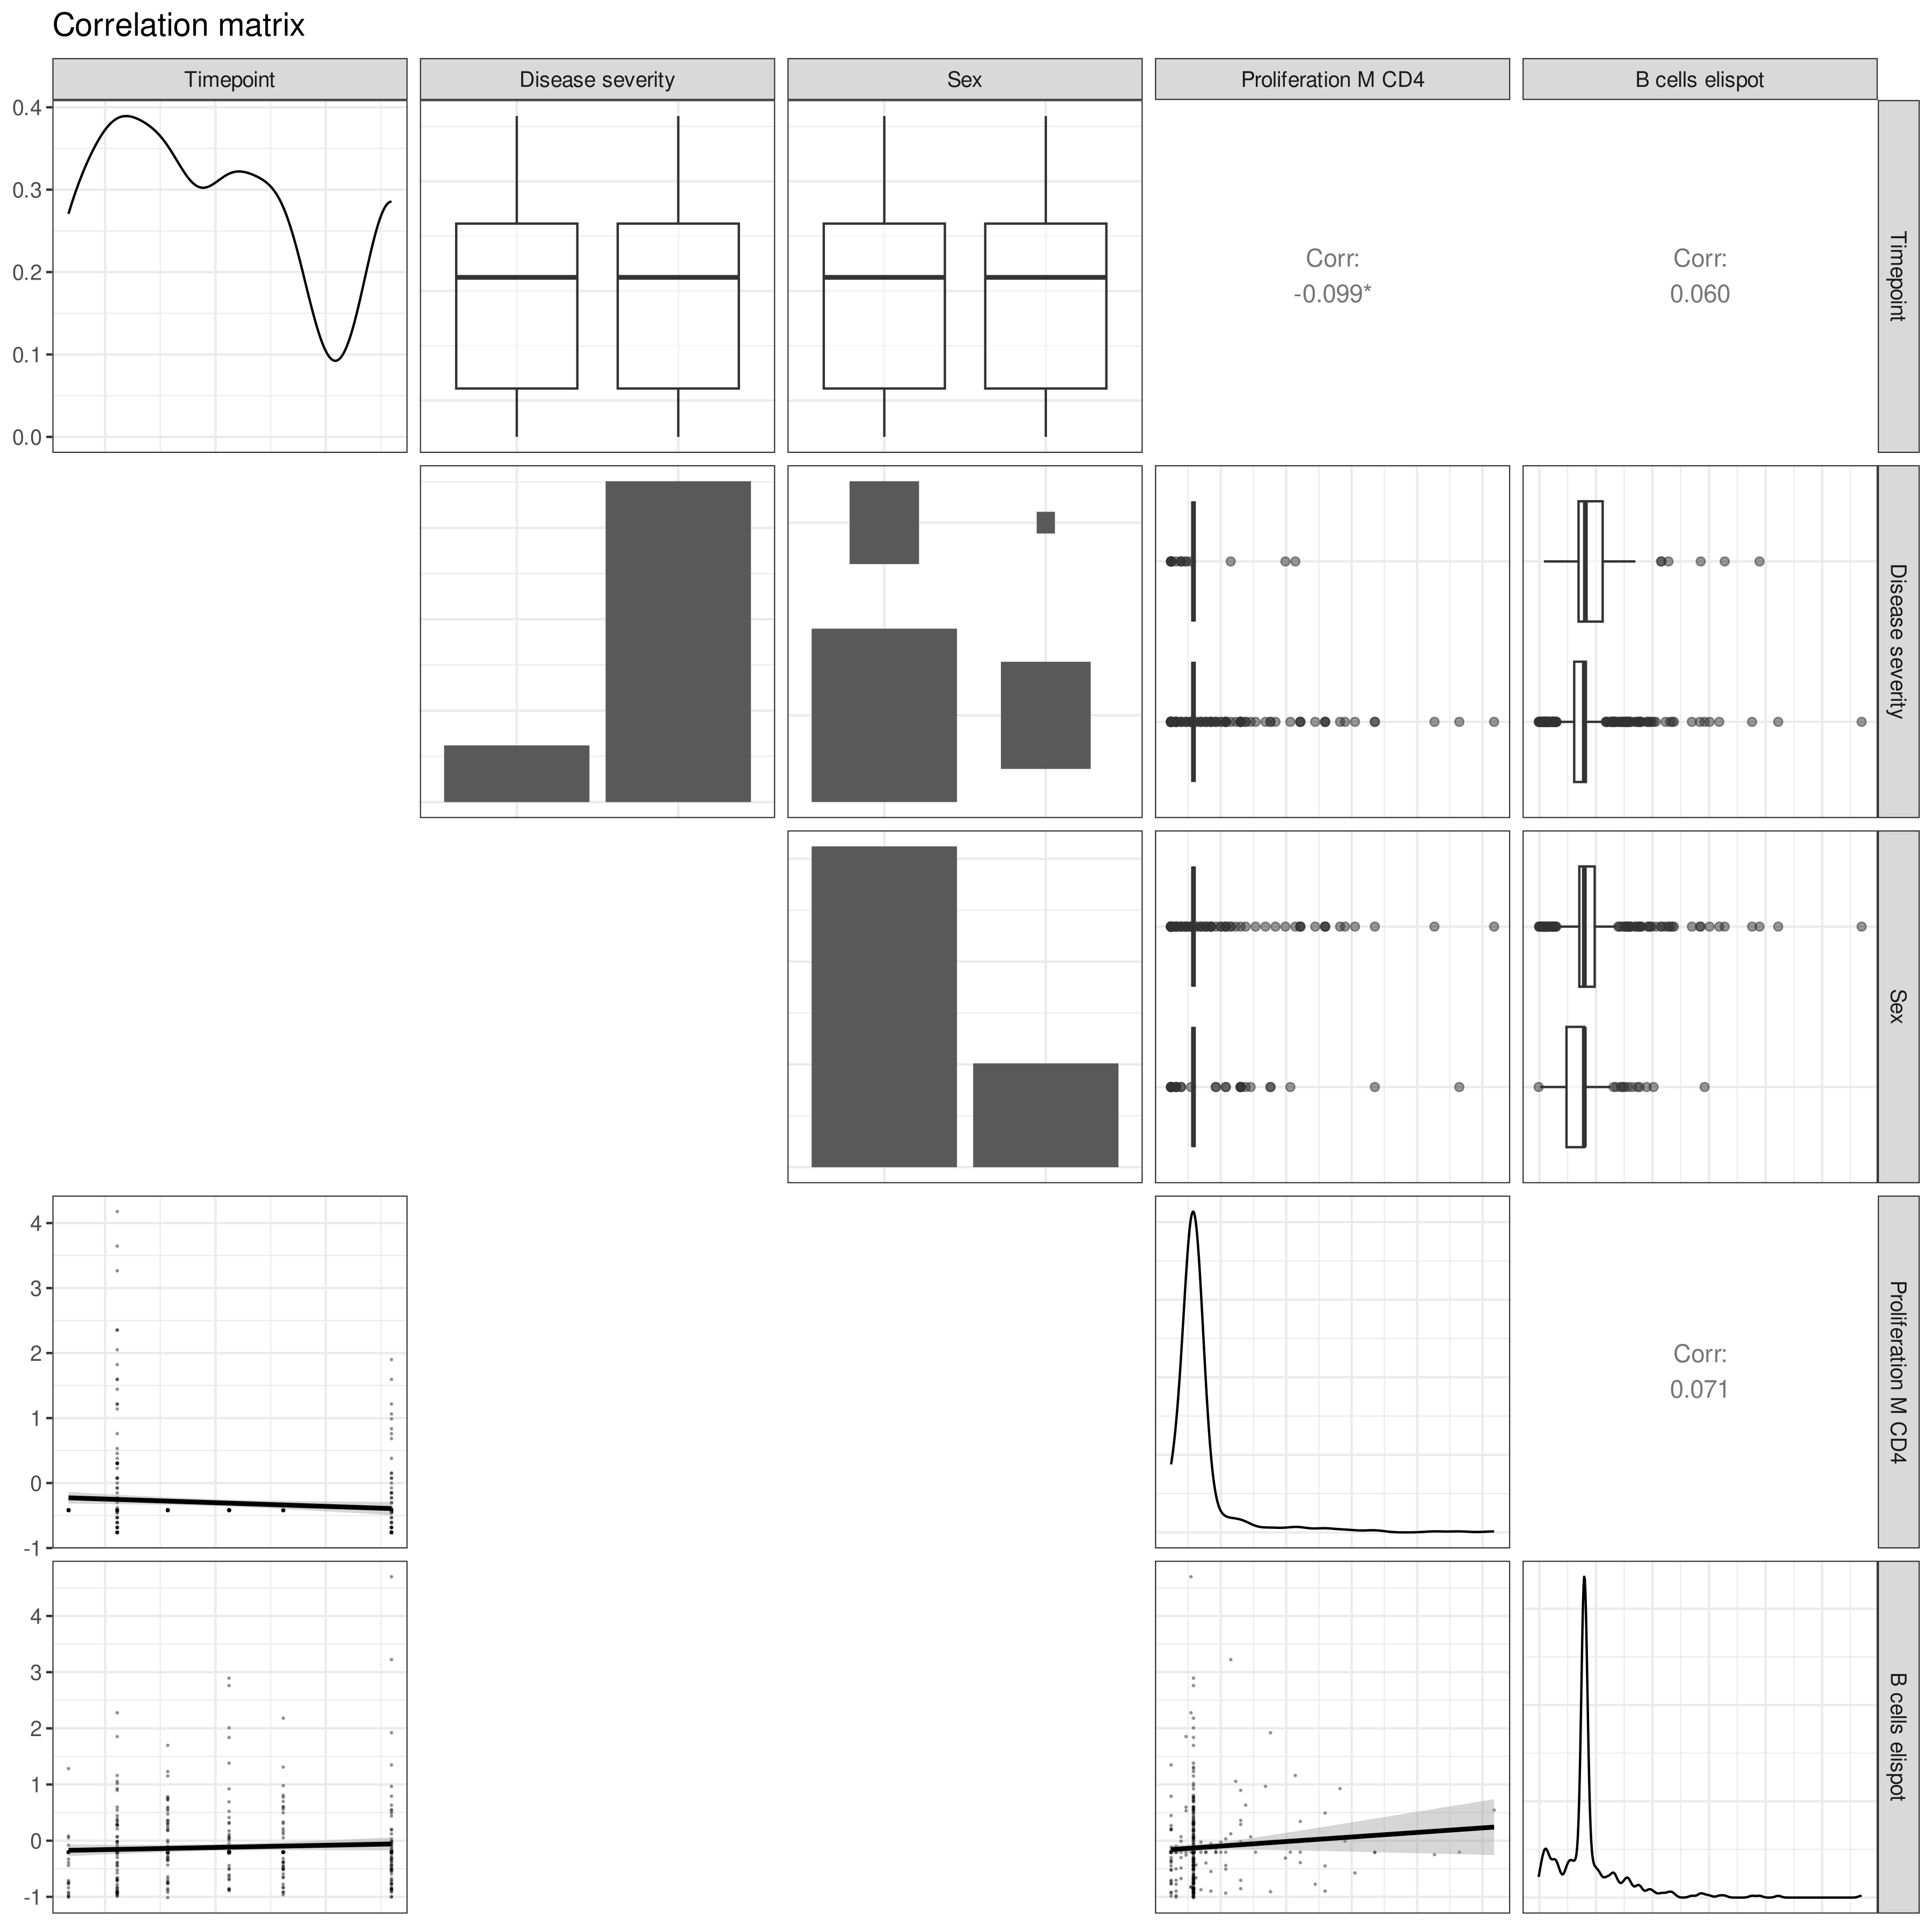 Correlation matrix
Timepoint
Disease severity
Sex
Proliferation M CD4
B cells elispot
0.4
0.3
0.2
0.1
0.0
Corr:
-0.099*
Corr:
0.060
Timepoint
Disease severity
Sex
4
3
2
1
0
-1
Corr:
0.071
Proliferation M CD4
4
3
2
1
0
-1
B cells elispot